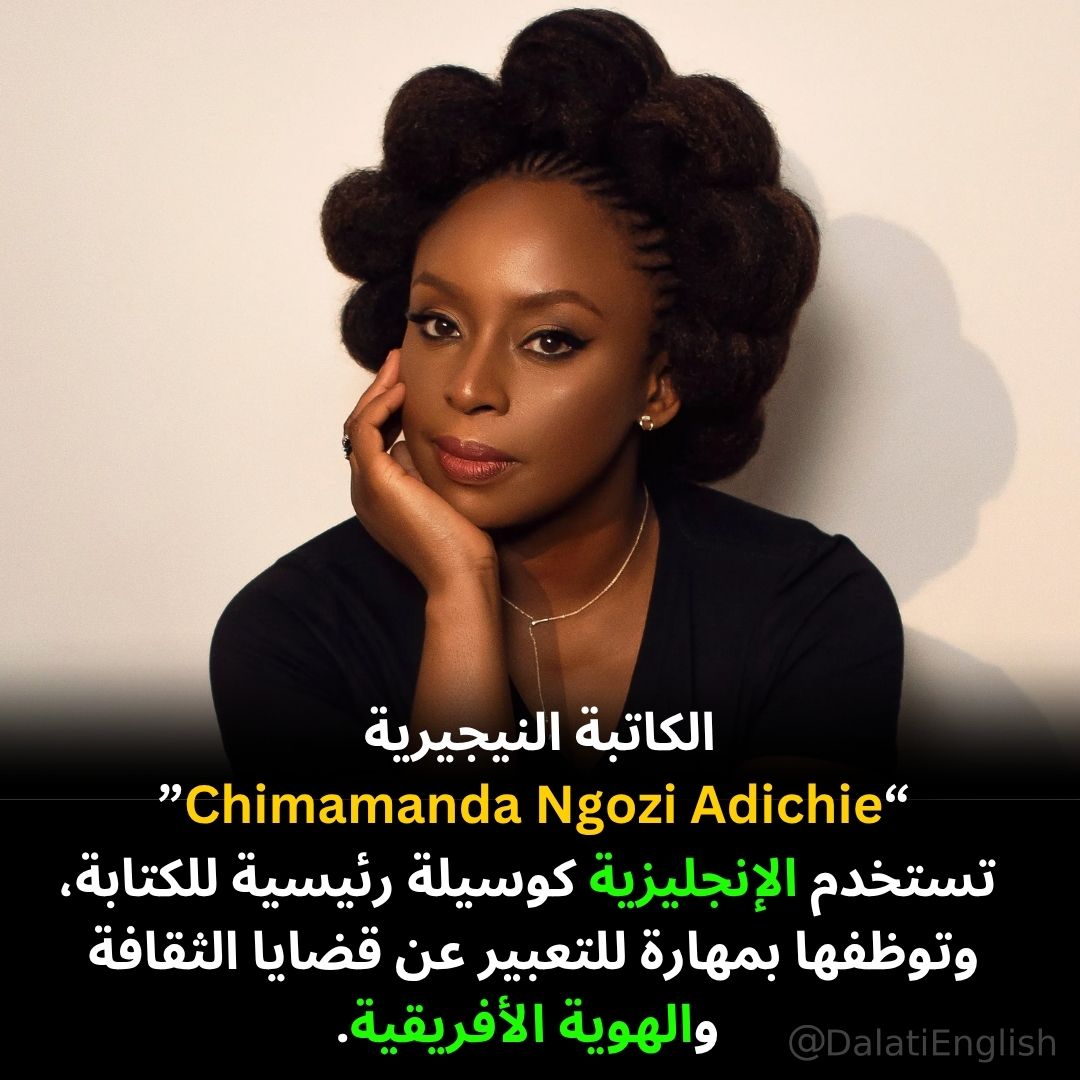 الكاتبة النيجيرية
“Chimamanda Ngozi Adichie”
تستخدم الإنجليزية كوسيلة رئيسية للكتابة،
وتوظفها بمهارة للتعبير عن قضايا الثقافة
والهوية الأفريقية.
@DalatiEnglish